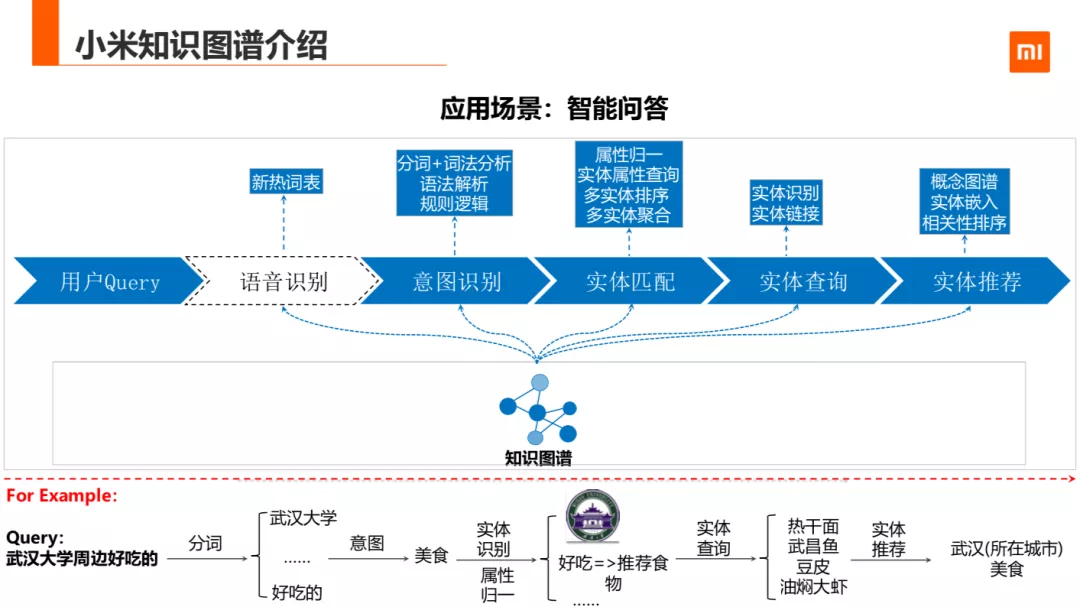 小米知识图谱介绍
MI
应用场景：智能问答
新热词表
分词+词法分析
语法解析
规则逻辑
属性归一
实体属性查询
多实体排序
多实体聚合
实体识别
实体链接
概念图谱
实体嵌入
相关性排序
用户Query
语音识别
意图识别
实体匹配
实体查询
实体推荐
知识图谱
For Example:
Query：
武汉大学周边好吃的
分词
武汉大学
……
好吃的
意图
美食
实体
识别
属性
归一
好吃=>推荐食
物
……
实体
查询
热干面
武昌鱼
豆皮
油焖大虾
实体
推荐
武汉(所在城市)
美食